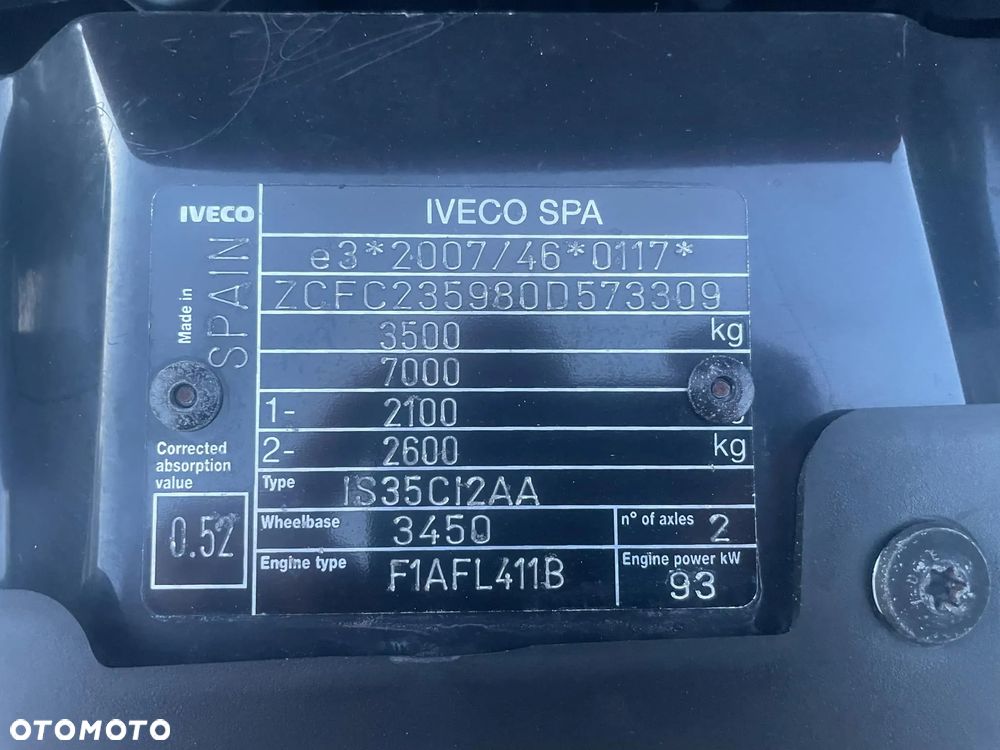 IVECO
IVECO SPA
Made in
SPAIN
e3*2007/46*0117*
ZCFC235980D573309
3500 kg
7000
1- 2100
2- 2600 kg
Corrected
absorption
value
0.52
Type IS35CI2AA
Wheelbase 3450
n° of axles 2
Engine type F1AFL411B
Engine power kW
93
OTOMOTO